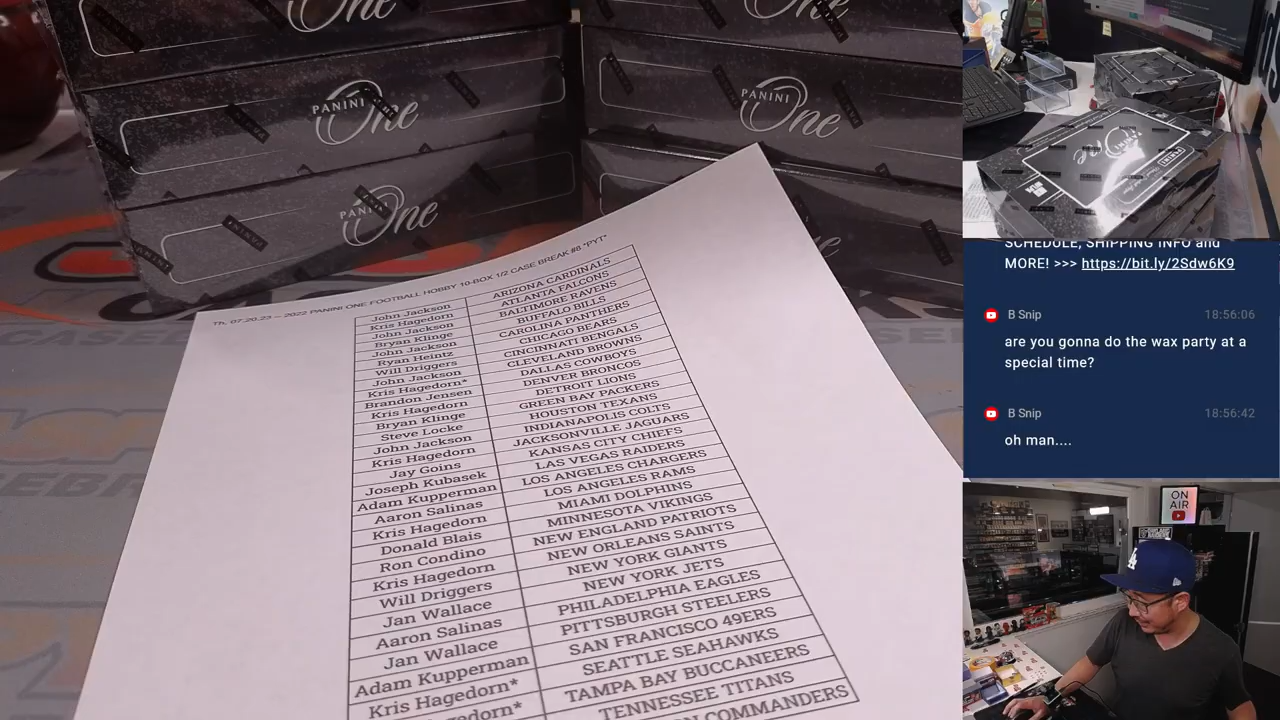 PANINI One
PANINI One
PANINI One
Th, 07.20.23 -- 2022 PANINI ONE FOOTBALL HOBBY 10-BOX 1/2 CASE BREAK #8 *PYT*
John Jackson ARIZONA CARDINALS
Kris Hagedorn ATLANTA FALCONS
John Jackson BALTIMORE RAVENS
Bryan Klinge BUFFALO BILLS
John Jackson CAROLINA PANTHERS
Ryan Heintz CHICAGO BEARS
Will Driggers CINCINNATI BENGALS
John Jackson CLEVELAND BROWNS
Kris Hagedorn* DALLAS COWBOYS
Brandon Jensen DENVER BRONCOS
Kris Hagedorn DETROIT LIONS
Bryan Klinge GREEN BAY PACKERS
Steve Locke HOUSTON TEXANS
John Jackson INDIANAPOLIS COLTS
Kris Hagedorn JACKSONVILLE JAGUARS
Jay Goins KANSAS CITY CHIEFS
Joseph Kubasek LAS VEGAS RAIDERS
Adam Kupperman LOS ANGELES CHARGERS
Aaron Salinas LOS ANGELES RAMS
Kris Hagedorn MIAMI DOLPHINS
Donald Blais MINNESOTA VIKINGS
Ron Condino NEW ENGLAND PATRIOTS
Kris Hagedorn NEW ORLEANS SAINTS
Will Driggers NEW YORK GIANTS
Jan Wallace NEW YORK JETS
Aaron Salinas PHILADELPHIA EAGLES
Jan Wallace PITTSBURGH STEELERS
Adam Kupperman SAN FRANCISCO 49ERS
Kris Hagedorn* SEATTLE SEAHAWKS
TAMPA BAY BUCCANEERS
TENNESSEE TITANS
COMMANDERS
SCHEDULE, SHIPPING INFO and
MORE! >>> https://bit.ly/2Sdw6K9
B Snip 18:56:06
are you gonna do the wax party at a
special time?
B Snip 18:56:42
oh man....
ON
AIR
LA